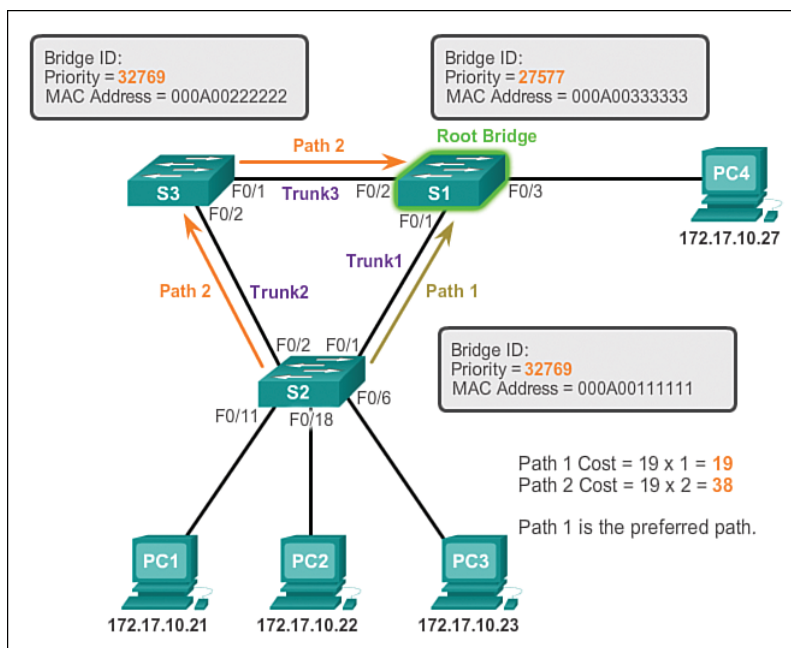 Bridge ID:
Priority = 32769
MAC Address = 000A00222222
Bridge ID:
Priority = 27577
MAC Address = 000A00333333
Root Bridge
Path 2
S3
F0/1
Trunk3
F0/2
S1
F0/3
PC4
172.17.10.27
F0/2
F0/1
Trunk1
Path 2
Trunk2
Path 1
F0/2
F0/1
Bridge ID:
Priority = 32769
MAC Address = 000A00111111
S2
F0/6
F0/11
F0/18
Path 1 Cost = 19 x 1 = 19
Path 2 Cost = 19 x 2 = 38
Path 1 is the preferred path.
PC1
PC2
PC3
172.17.10.21
172.17.10.22
172.17.10.23